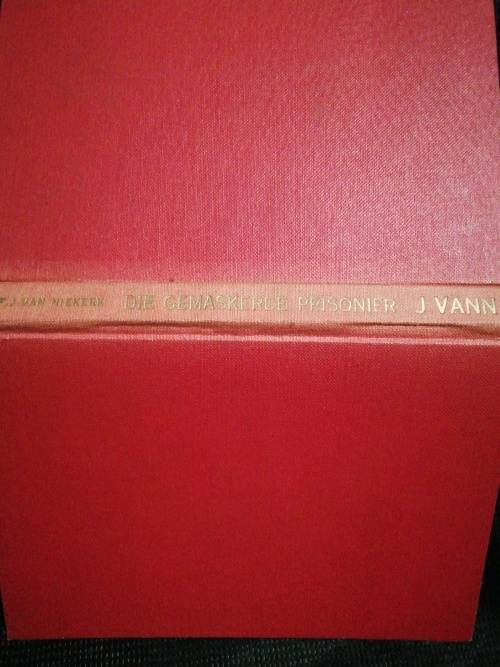 F.J. VAN NIEKERK DIE GEMASKERDE PRISONIER J VANN